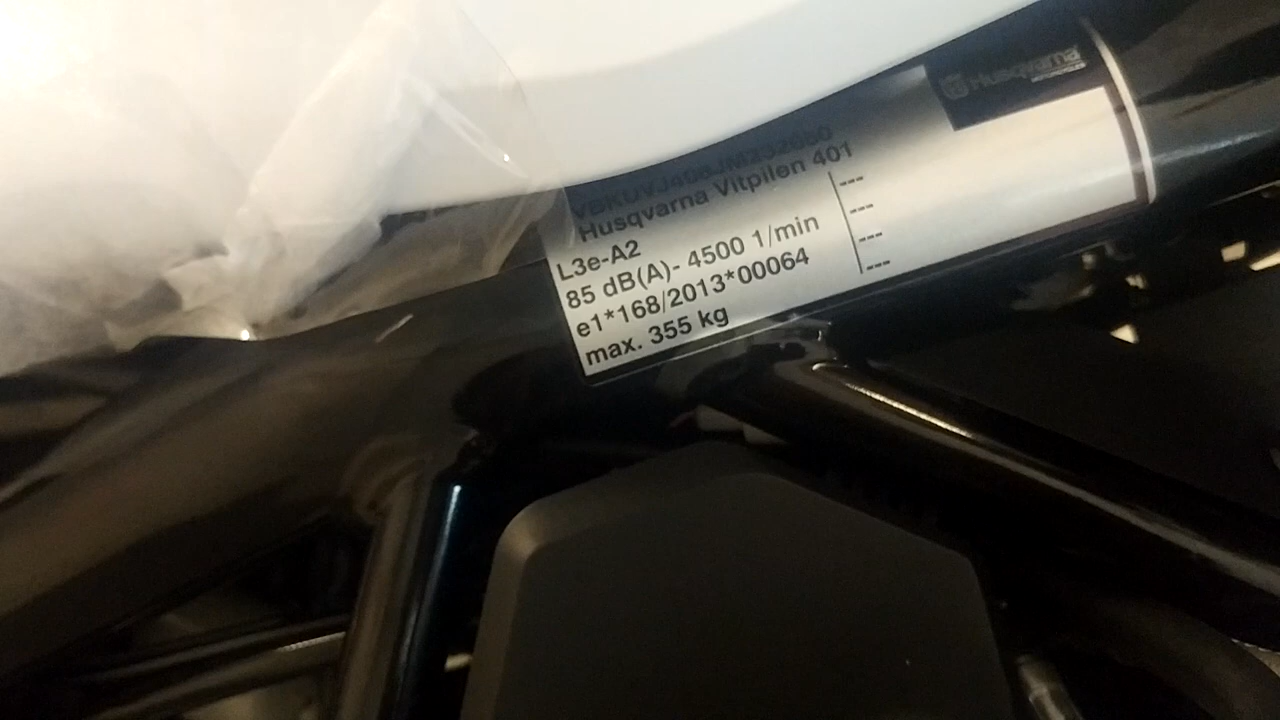 Husqvarna
Husqvarna Vitpilen 401
L3e-A2
85 dB(A)- 4500 1/min
e1*168/2013*00064
max. 355 kg